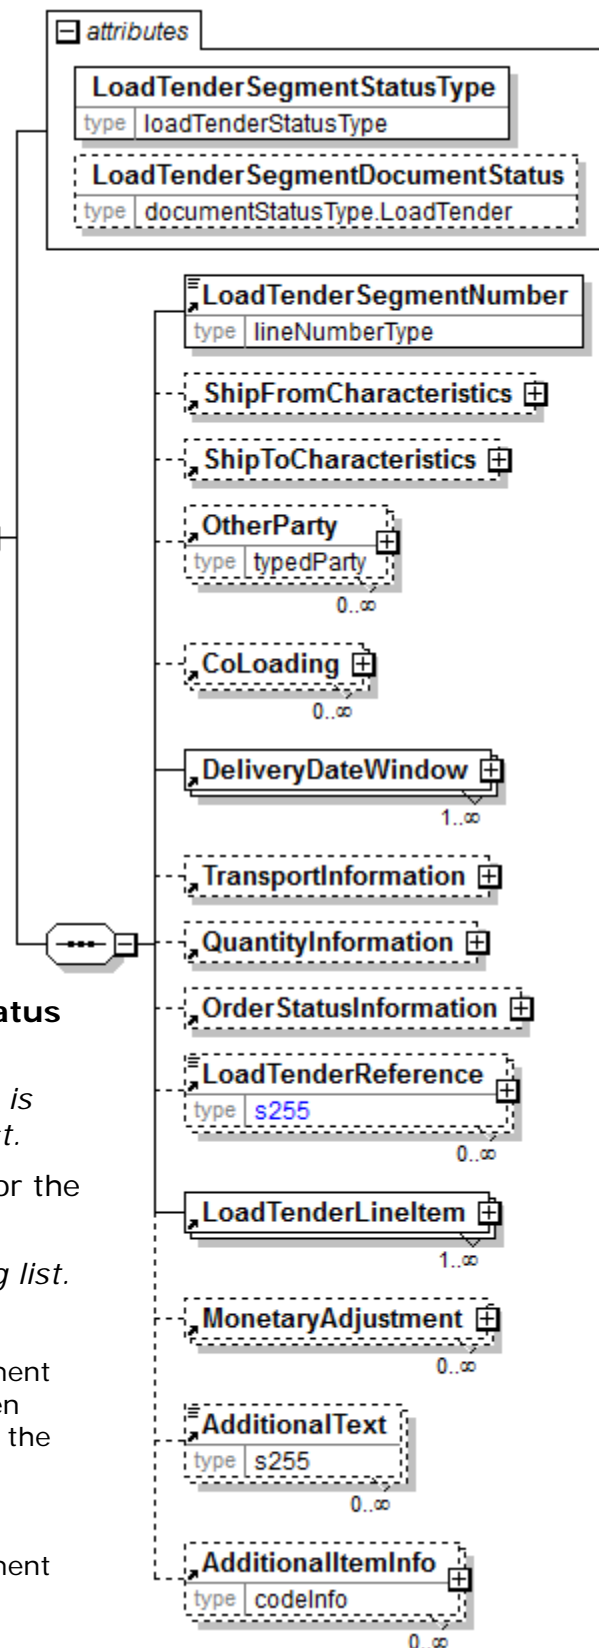 attributes
LoadTenderSegmentStatusType
type loadTenderStatusType
LoadTenderSegmentDocumentStatus
type documentStatusType.LoadTender
LoadTenderSegmentNumber
type lineNumberType
ShipFromCharacteristics
ShipToCharacteristics
OtherParty
type typedParty
0..∞
CoLoading
0..∞
DeliveryDateWindow
1..∞
TransportInformation
QuantityInformation
OrderStatusInformation
LoadTenderReference
type s255
0..∞
LoadTenderLineItem
1..∞
MonetaryAdjustment
0..∞
AdditionalText
type s255
0..∞
AdditionalItemInfo
type codeInfo
0..∞
atus
is
t.
or the
g list.
nent
en
the
nent